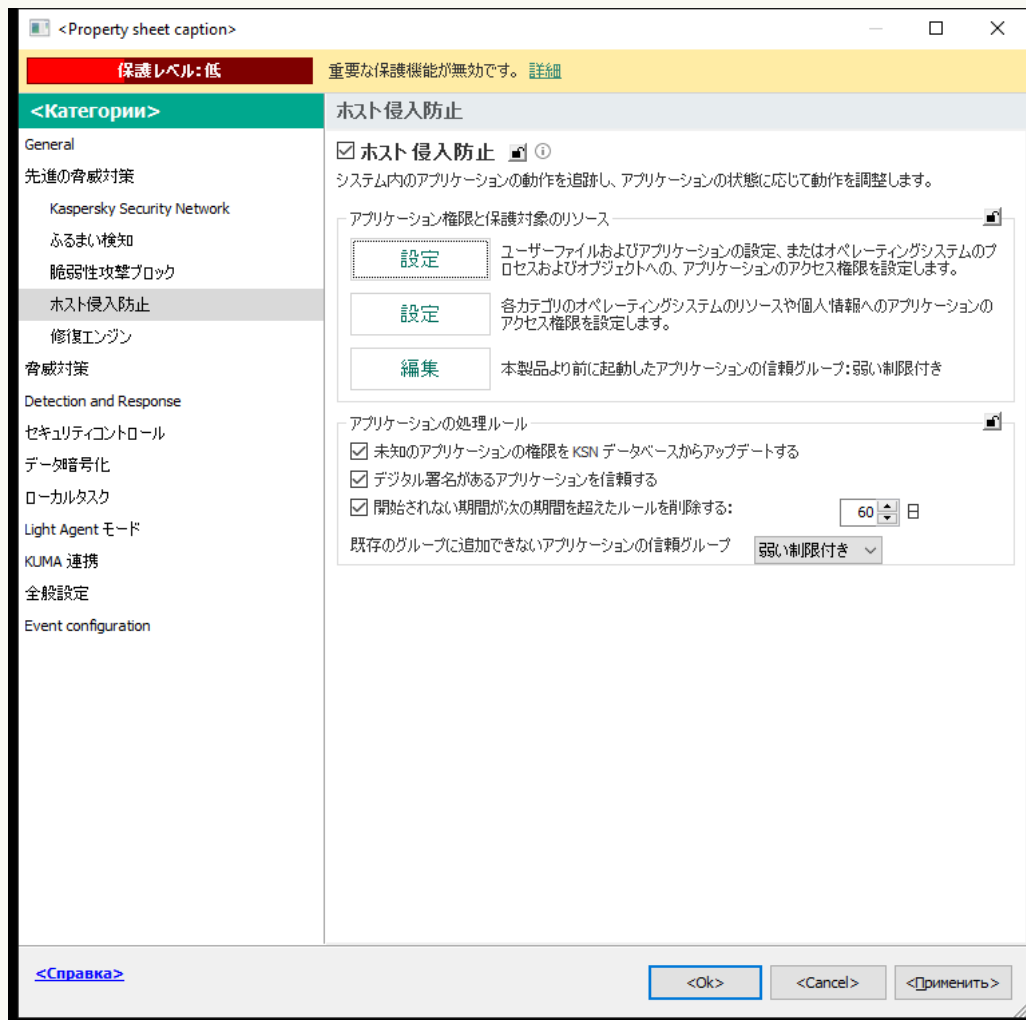 <Property sheet caption>
保護レベル：低
重要な保護機能が無効です。 詳細
<Категории>
General
先進の脅威対策
Kaspersky Security Network
ふるまい検知
脆弱性攻撃ブロック
ホスト侵入防止
修復エンジン
脅威対策
Detection and Response
セキュリティコントロール
データ暗号化
ローカルタスク
Light Agent モード
KUMA 連携
全般設定
Event configuration
ホスト侵入防止
ホスト侵入防止
システム内のアプリケーションの動作を追跡し、アプリケーションの状態に応じて動作を調整します。
アプリケーション権限と保護対象のリソース
設定
ユーザーファイルおよびアプリケーションの設定、またはオペレーティングシステムのプ
ロセスおよびオブジェクトへの、アプリケーションのアクセス権限を設定します。
設定
各カテゴリのオペレーティングシステムのリソースや個人情報へのアプリケーションの
アクセス権限を設定します。
編集
本製品より前に起動したアプリケーションの信頼グループ：弱い制限付き
アプリケーションの処理ルール
未知のアプリケーションの権限を KSN データベースからアップデートする
デジタル署名があるアプリケーションを信頼する
開始されない期間が次の期間を超えたルールを削除する： 60 日
既存のグループに追加できないアプリケーションの信頼グループ 弱い制限付き
<Справка>
<Ok> <Cancel> <Применить>